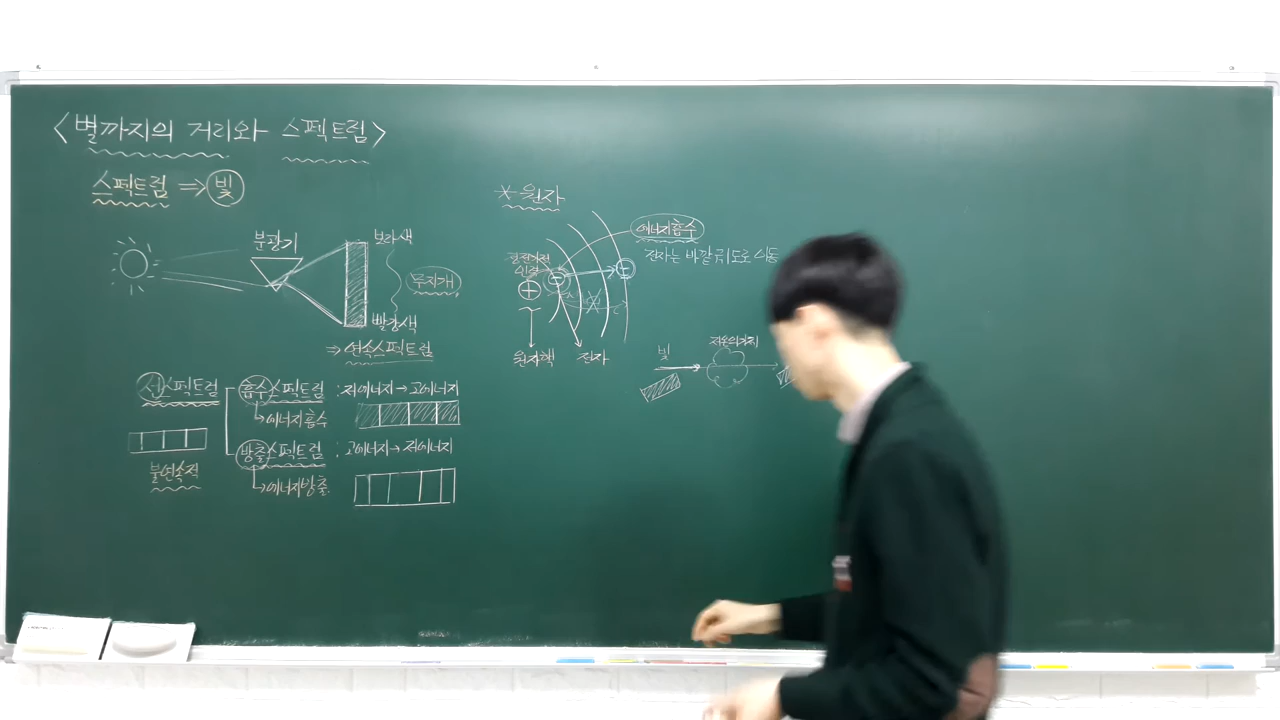 <별까지의 거리와 스펙트럼>
스펙트럼 ⇒ 빛
분광기
보라색
무지개
빨강색
⇒ 연속스펙트럼
선스펙트럼
불연속적
흡수스펙트럼 : 저에너지 → 고에너지
↳ 에너지흡수
방출스펙트럼 : 고에너지 → 저에너지
↳ 에너지방출.
* 원자
에너지흡수
전자는 바깥 궤도로 이동
인력
+
-
-
원자핵
전자
빛
저온의기체